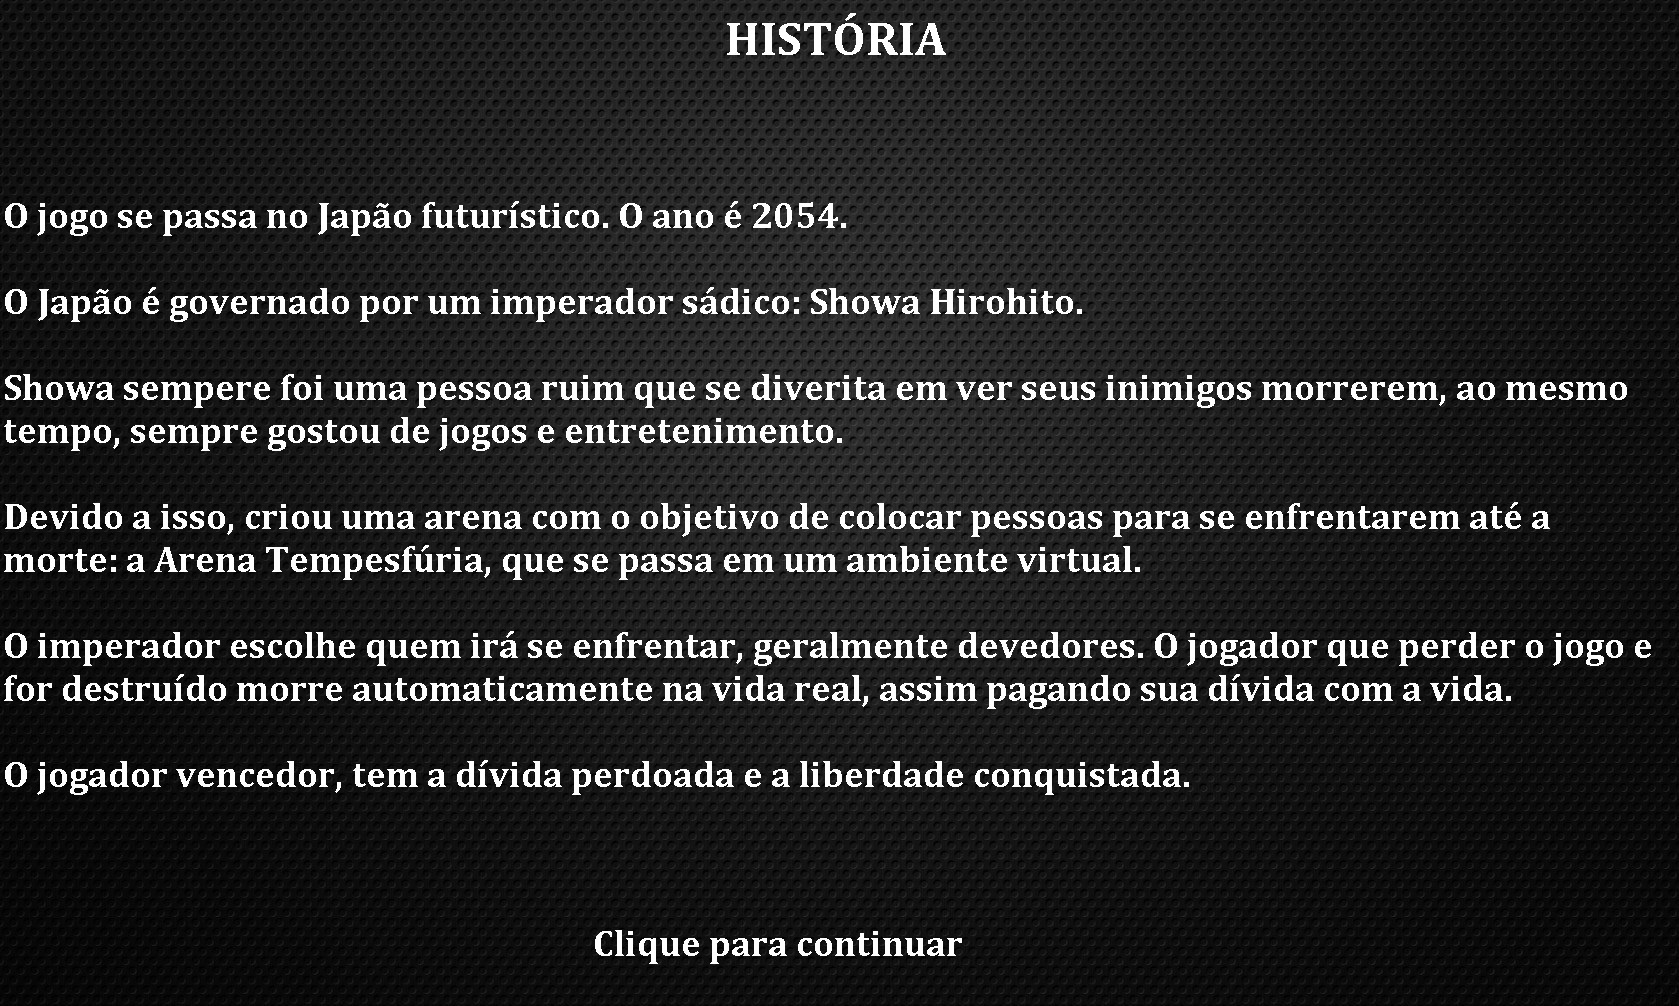 HISTÓRIA
O jogo se passa no Japão futurístico. O ano é 2054.
O Japão é governado por um imperador sádico: Showa Hirohito.
Showa sempere foi uma pessoa ruim que se diverita em ver seus inimigos morrerem, ao mesmo
tempo, sempre gostou de jogos e entretenimento.
Devido a isso, criou uma arena com o objetivo de colocar pessoas para se enfrentarem até a
morte: a Arena Tempesfúria, que se passa em um ambiente virtual.
O imperador escolhe quem irá se enfrentar, geralmente devedores. O jogador que perder o jogo e
for destruído morre automaticamente na vida real, assim pagando sua dívida com a vida.
O jogador vencedor, tem a dívida perdoada e a liberdade conquistada.
Clique para continuar